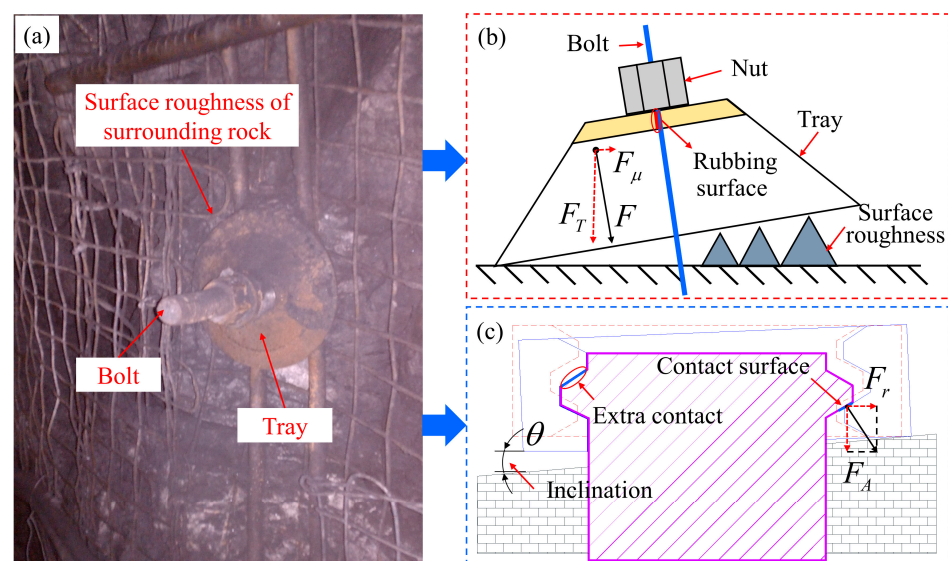 (a)
Surface roughness of
surrounding rock
Bolt
Tray
(b)
Bolt
Nut
Tray
Rubbing
surface
Fμ
FT
F
Surface
roughness
(c)
Contact surface
Fr
Extra contact
θ
Inclination
FA